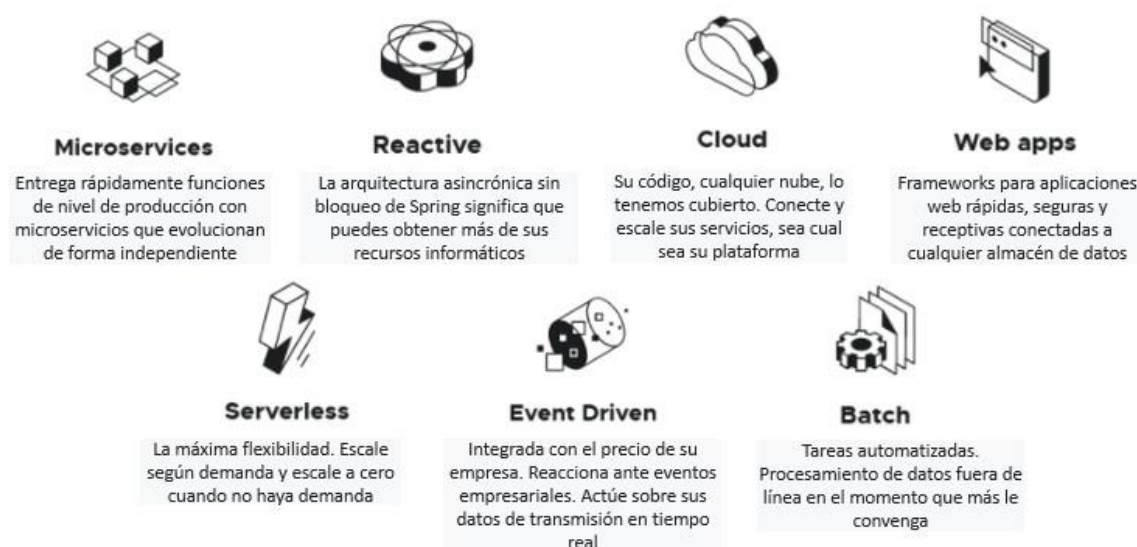 Microservices
Entrega rápidamente funciones
de nivel de producción con
microservicios que evolucionan
de forma independiente
Reactive
La arquitectura asincrónica sin
bloqueo de Spring significa que
puedes obtener más de sus
recursos informáticos
Cloud
Su código, cualquier nube, lo
tenemos cubierto. Conecte y
escale sus servicios, sea cual
sea su plataforma
Web apps
Frameworks para aplicaciones
web rápidas, seguras y
receptivas conectadas a
cualquier almacén de datos
Serverless
La máxima flexibilidad. Escale
según demanda y escale a cero
cuando no haya demanda
Event Driven
Integrada con el precio de su
empresa. Reacciona ante eventos
empresariales. Actúe sobre sus
datos de transmisión en tiempo
real
Batch
Tareas automatizadas.
Procesamiento de datos fuera de
línea en el momento que más le
convenga